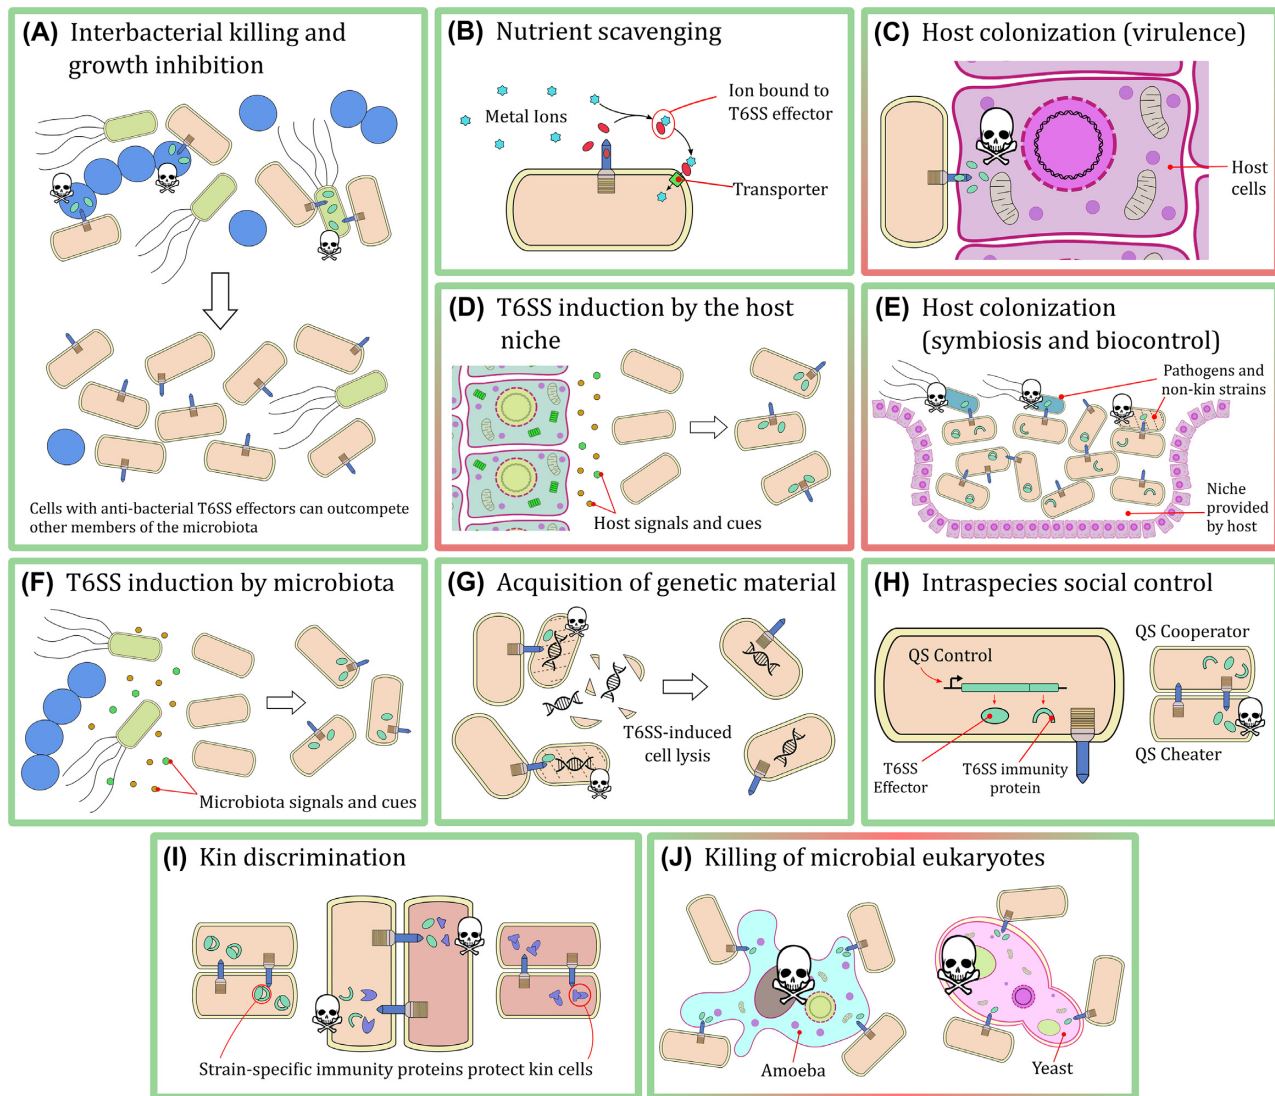 (A) Interbacterial killing and
growth inhibition
Cells with anti-bacterial T6SS effectors can outcompete
other members of the microbiota
(B) Nutrient scavenging
Metal Ions
Ion bound to
T6SS effector
Transporter
(C) Host colonization (virulence)
Host
cells
(D) T6SS induction by the host
niche
Host signals and cues
(E) Host colonization
(symbiosis and biocontrol)
Pathogens and
non-kin strains
Niche
provided
by host
(F) T6SS induction by microbiota
Microbiota signals and cues
(G) Acquisition of genetic material
T6SS-induced
cell lysis
(H) Intraspecies social control
QS Control
T6SS
Effector
T6SS immunity
protein
QS Cooperator
QS Cheater
(I) Kin discrimination
Strain-specific immunity proteins protect kin cells
(J) Killing of microbial eukaryotes
Amoeba
Yeast